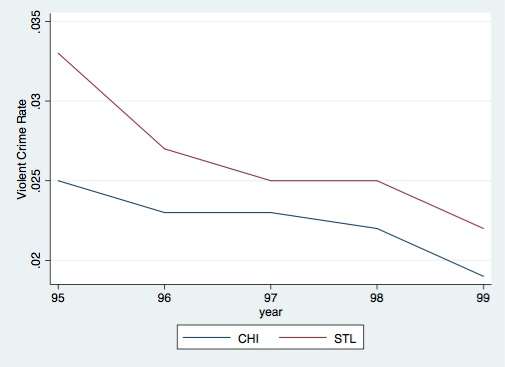 Violent Crime Rate
.035
.03
.025
.02
95 96 97 98 99
year
CHI STL